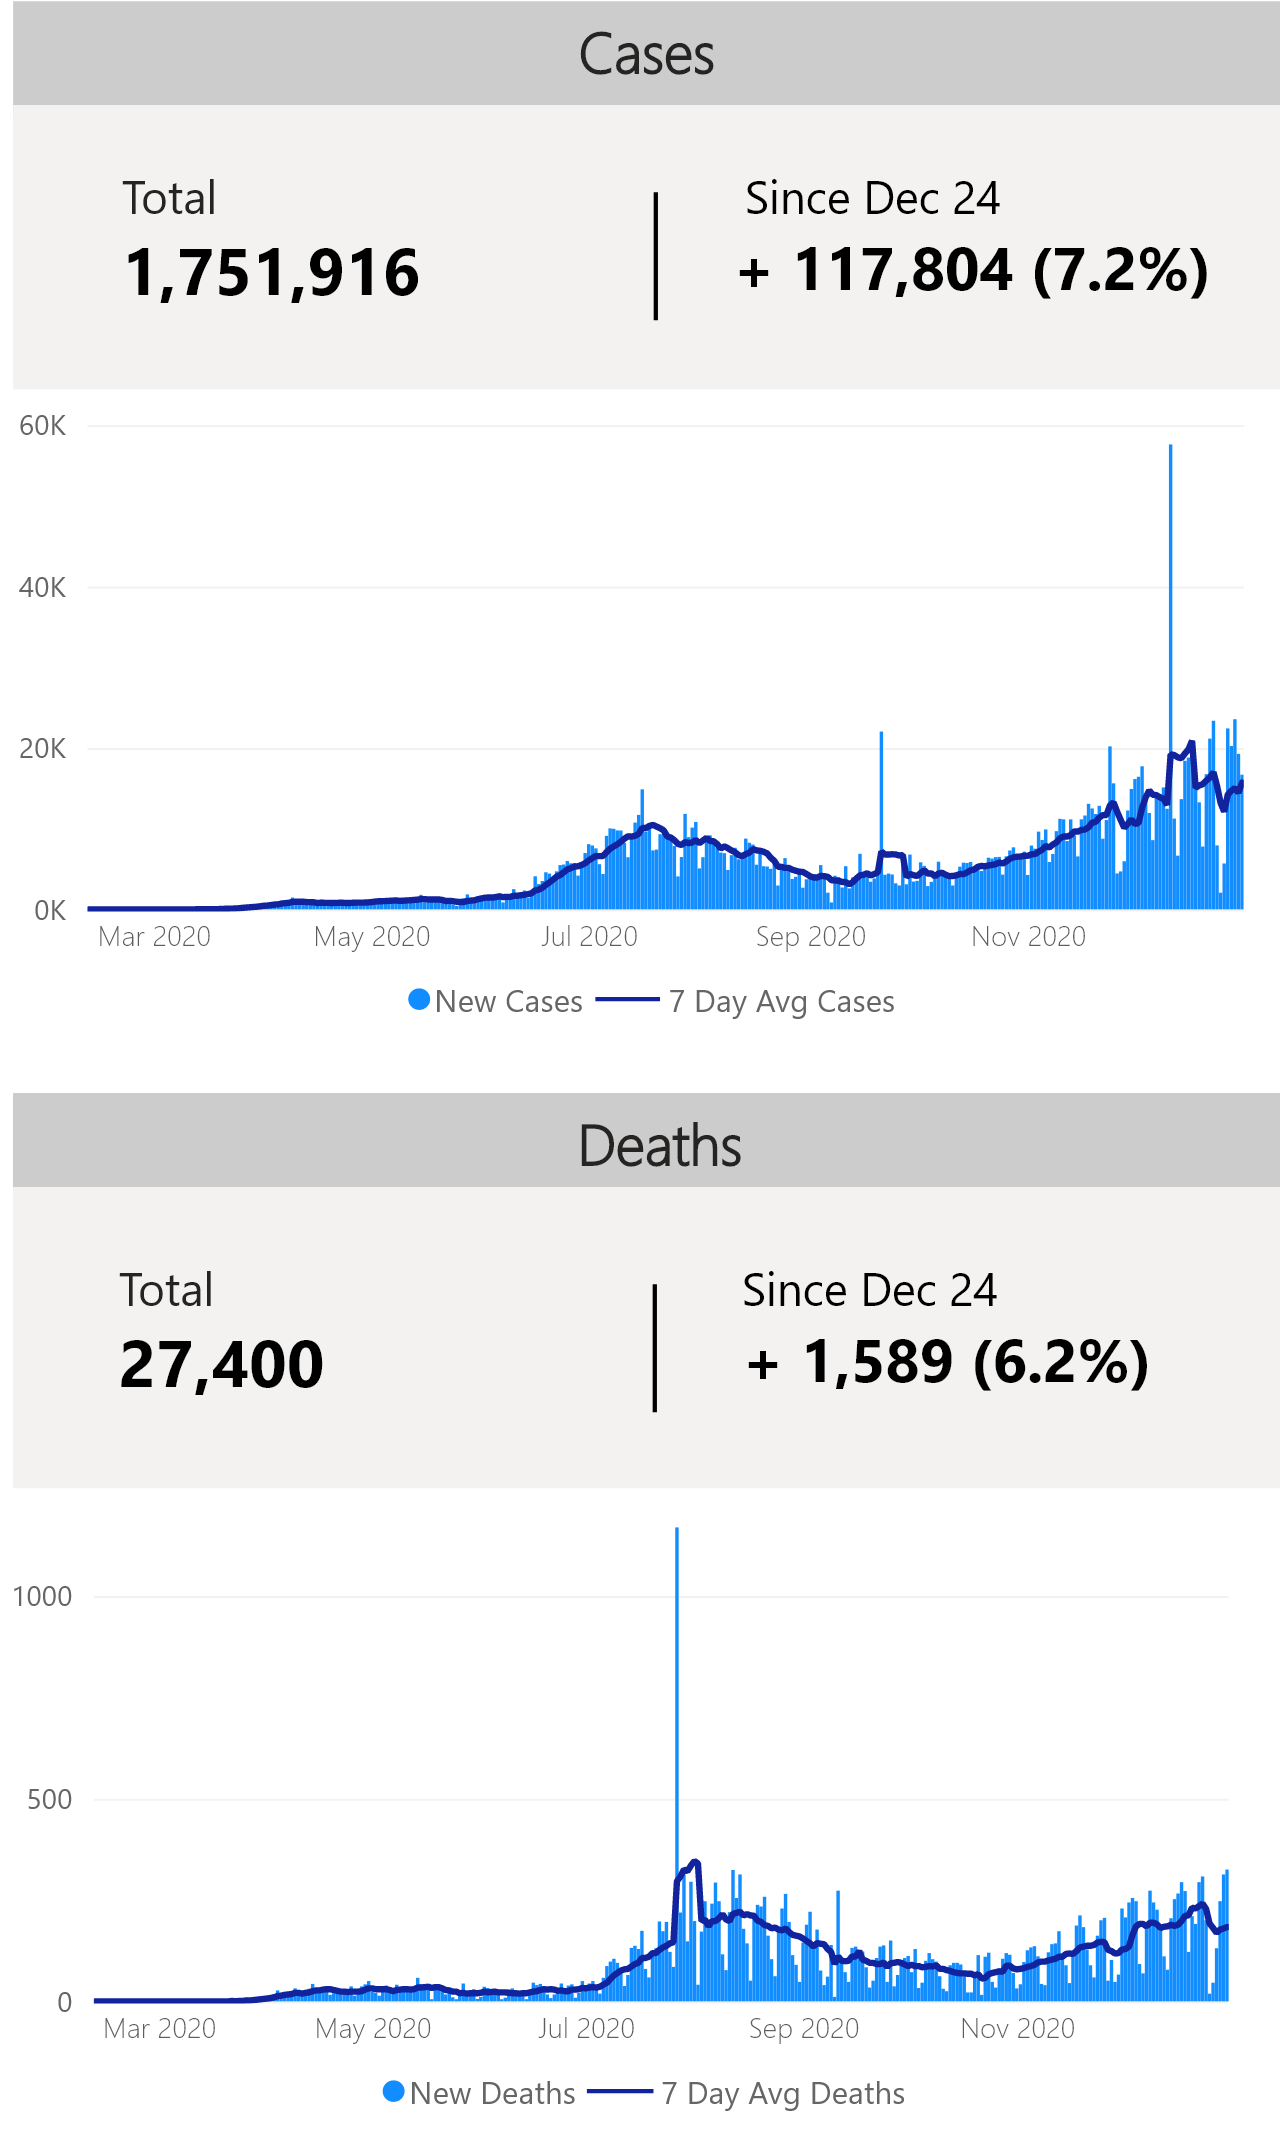 Cases
Total
Since Dec 24
1,751,916
+ 117,804 (7.2%)
60K
40K
20K
0K
Mar 2020 May 2020 Jul 2020 Sep 2020 Nov 2020
New Cases 7 Day Avg Cases
Deaths
Total
Since Dec 24
27,400
+ 1,589 (6.2%)
1000
500
0
Mar 2020 May 2020 Jul 2020 Sep 2020 Nov 2020
New Deaths 7 Day Avg Deaths